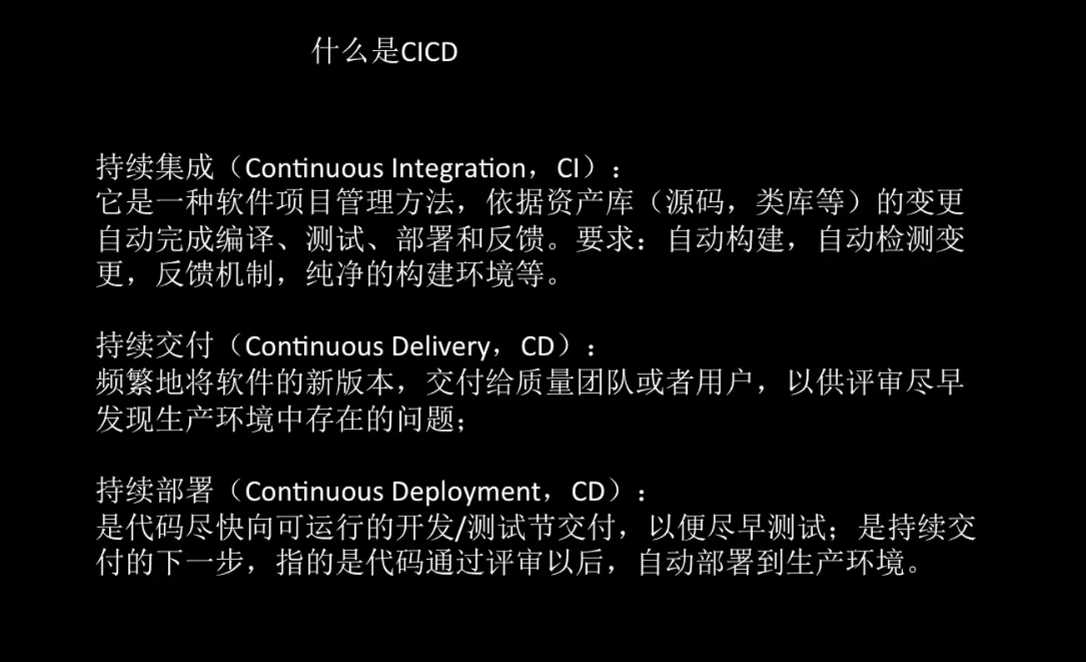 什么是CICD
持续集成（Continuous Integration，CI）：
它是一种软件项目管理方法，依据资产库（源码，类库等）的变更
自动完成编译、测试、部署和反馈。要求：自动构建，自动检测变
更，反馈机制，纯净的构建环境等。
持续交付（Continuous Delivery，CD）：
频繁地将软件的新版本，交付给质量团队或者用户，以供评审尽早
发现生产环境中存在的问题；
持续部署（Continuous Deployment，CD）：
是代码尽快向可运行的开发/测试节交付，以便尽早测试；是持续交
付的下一步，指的是代码通过评审以后，自动部署到生产环境。